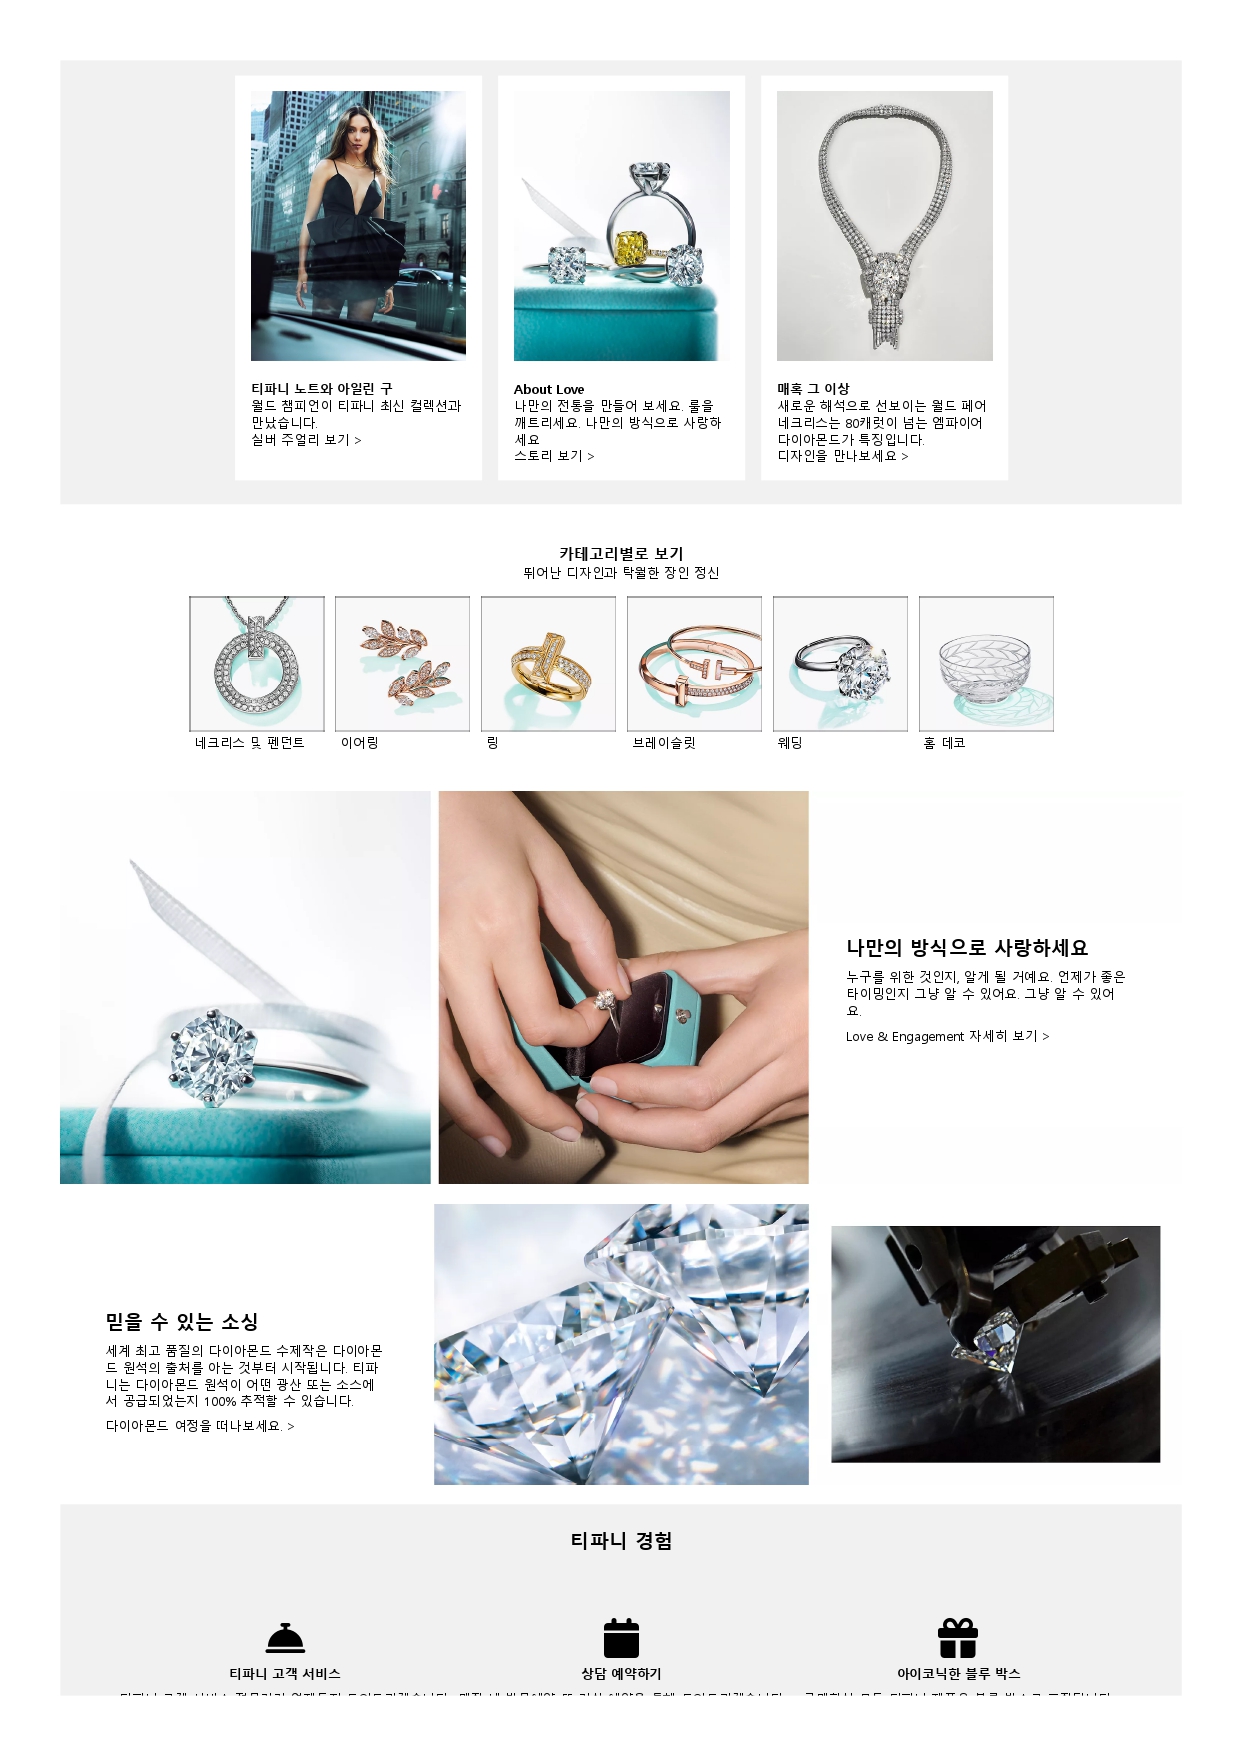 티파니 노트와 아일린 구
월드 챔피언이 티파니 최신 컬렉션과
만났습니다.
실버 주얼리 보기 >
About Love
나만의 전통을 만들어 보세요. 룰을
깨트리세요. 나만의 방식으로 사랑하
세요
스토리 보기 >
매혹 그 이상
새로운 해석으로 선보이는 월드 페어
네크리스는 80캐럿이 넘는 엠파이어
다이아몬드가 특징입니다.
디자인을 만나보세요 >
카테고리별로 보기
뛰어난 디자인과 탁월한 장인 정신
네크리스 및 펜던트
이어링
링
브레이슬릿
웨딩
홈 데코
나만의 방식으로 사랑하세요
누구를 위한 것인지, 알게 될 거예요. 언제가 좋은
타이밍인지 그냥 알 수 있어요. 그냥 알 수 있어
요.
Love & Engagement 자세히 보기 >
믿을 수 있는 소싱
세계 최고 품질의 다이아몬드 수제작은 다이아몬
드 원석의 출처를 아는 것부터 시작됩니다. 티파
니는 다이아몬드 원석이 어떤 광산 또는 소스에
서 공급되었는지 100% 추적할 수 있습니다.
다이아몬드 여정을 떠나보세요. >
티파니 경험
티파니 고객 서비스
상담 예약하기
아이코닉한 블루 박스